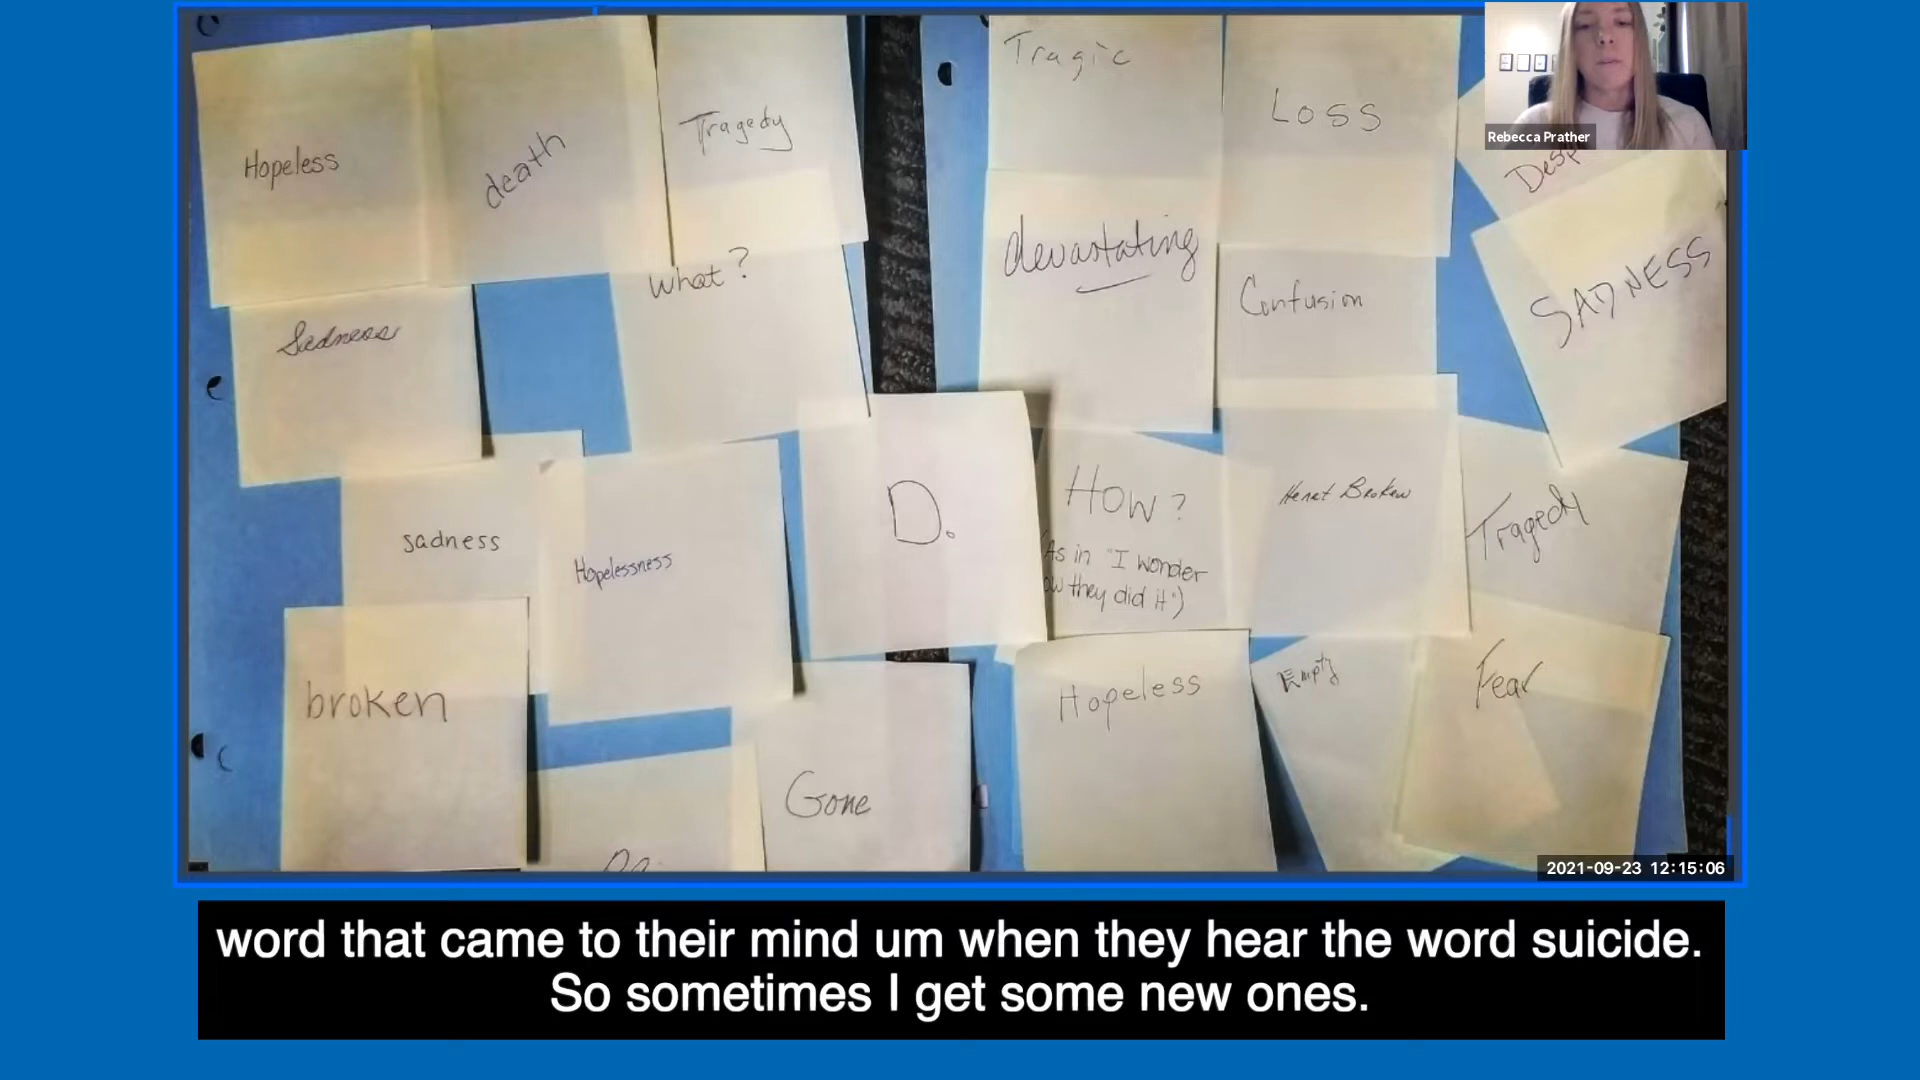 Hopeless
death
Tragedy
Tragic
Loss
Rebecca Prather
devastating
What?
Confusion
SADNESS
Sadness
sadness
Hopelessness
D.
HOW?
As in "I wonder
they did it")
Heart Broken
Tragedy
broken
Gone
Hopeless
Empty
Fear
2021-09-23 12:15:06
word that came to their mind um when they hear the word suicide.
So sometimes I get some new ones.